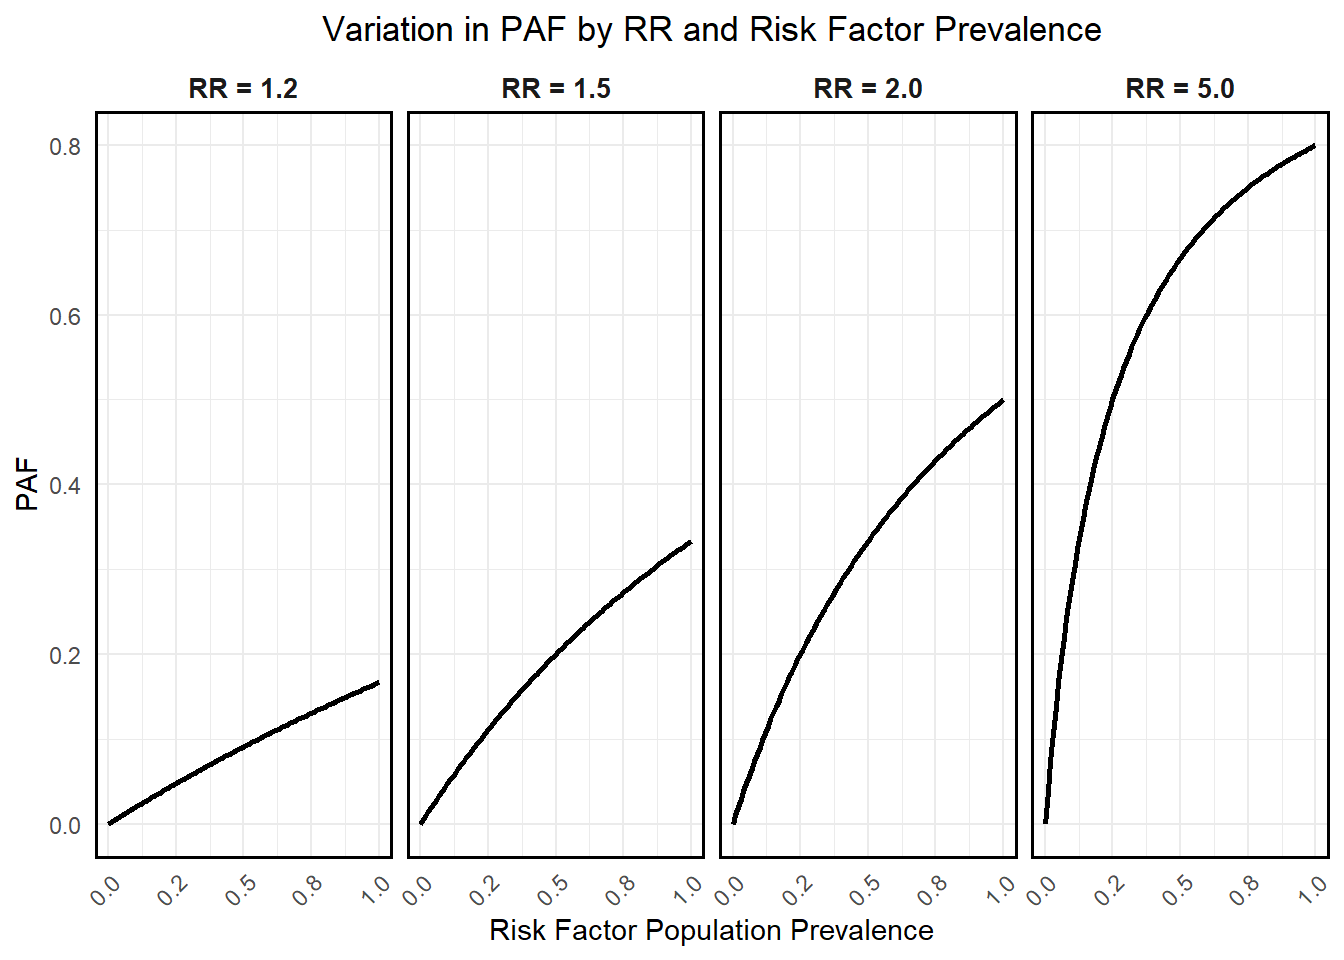 Variation in PAF by RR and Risk Factor Prevalence
RR = 1.2
RR = 1.5
RR = 2.0
RR = 5.0
PAF
0.8
0.6
0.4
0.2
0.0
0.0 0.2 0.5 0.8 1.0
0.0 0.2 0.5 0.8 1.0
0.0 0.2 0.5 0.8 1.0
0.0 0.2 0.5 0.8 1.0
Risk Factor Population Prevalence